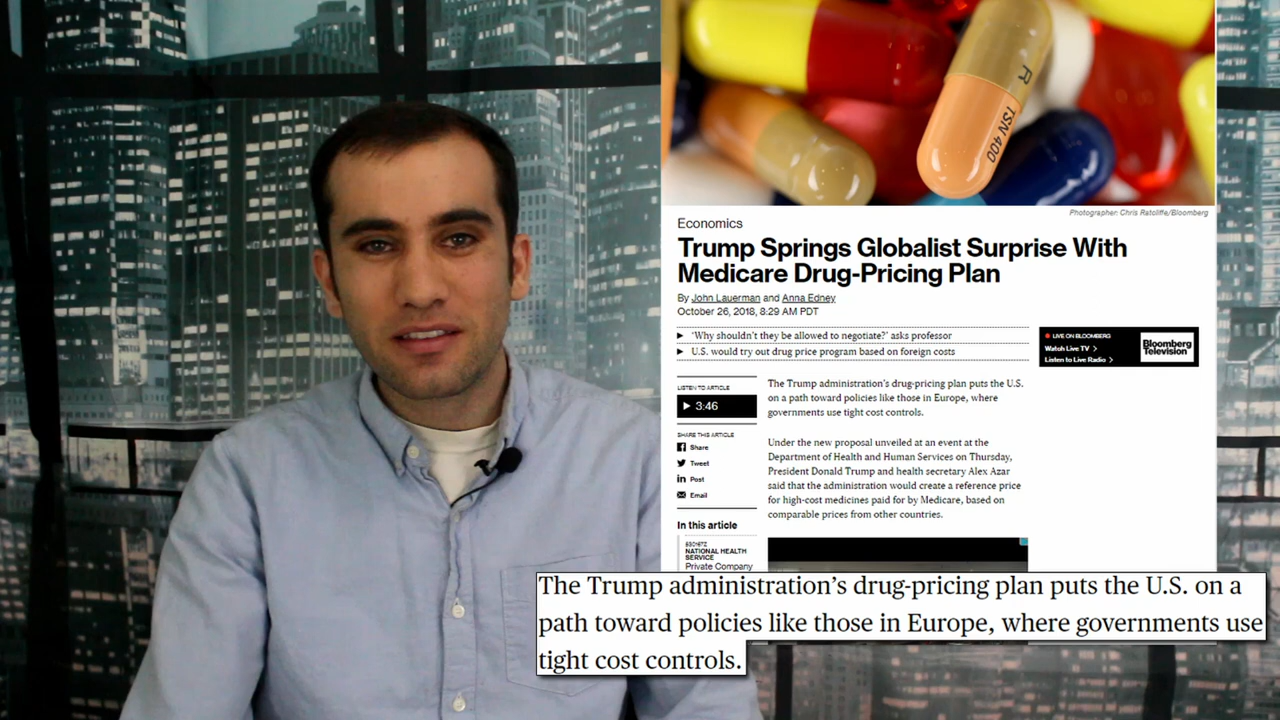 R
TSN 400
Photographer: Chris Ratcliffe/Bloomberg
Economics
Trump Springs Globalist Surprise With
Medicare Drug-Pricing Plan
By John Lauerman and Anna Edney
October 26, 2018, 8:29 AM PDT
‘Why shouldn't they be allowed to negotiate?’ asks professor
U.S. would try out drug price program based on foreign costs
LIVE ON BLOOMBERG
Watch Live TV >
Listen to Live Radio >
Bloomberg
Television
LISTEN TO ARTICLE
3:46
SHARE THIS ARTICLE
Share
Tweet
Post
Email
The Trump administration's drug-pricing plan puts the U.S.
on a path toward policies like those in Europe, where
governments use tight cost controls.
Under the new proposal unveiled at an event at the
Department of Health and Human Services on Thursday,
President Donald Trump and health secretary Alex Azar
said that the administration would create a reference price
for high-cost medicines paid for by Medicare, based on
comparable prices from other countries.
In this article
NATIONAL HEALTH
SERVICE
Private Company
The Trump administration’s drug-pricing plan puts the U.S. on a
path toward policies like those in Europe, where governments use
tight cost controls.